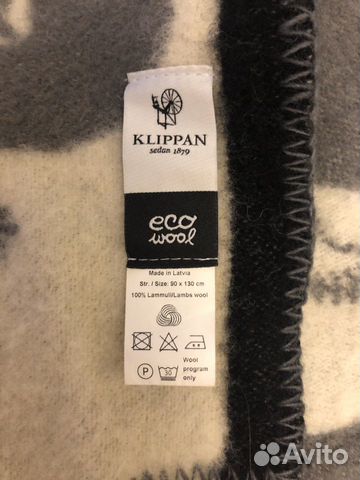 KLIPPAN
sedan 1879
eco
wool
Made in Latvia
Str. / Size: 90 x 130 cm
100% Lammull/Lambs wool
P
30
Wool
program
only
Avito